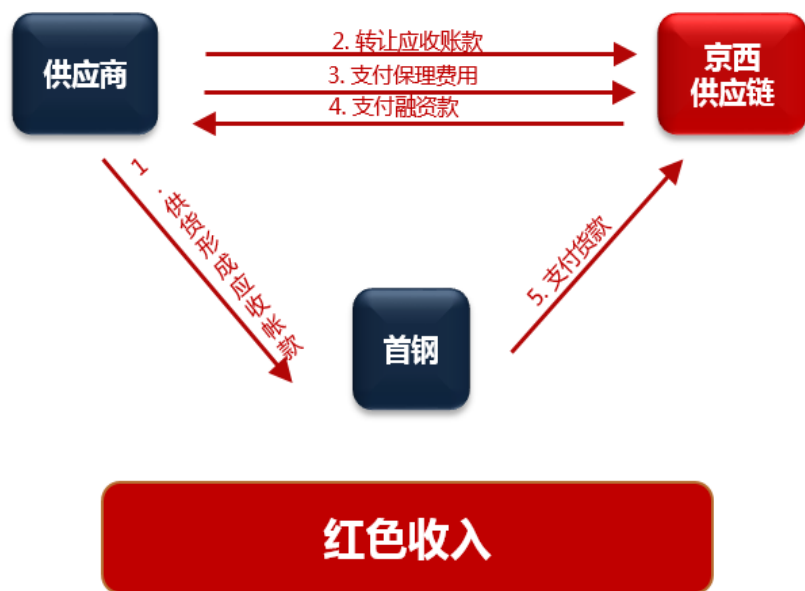 供应商
2. 转让应收账款
3. 支付保理费用
4. 支付融资款
京西
供应链
1.供货形成应收帐款
5. 支付货款
首钢
红色收入